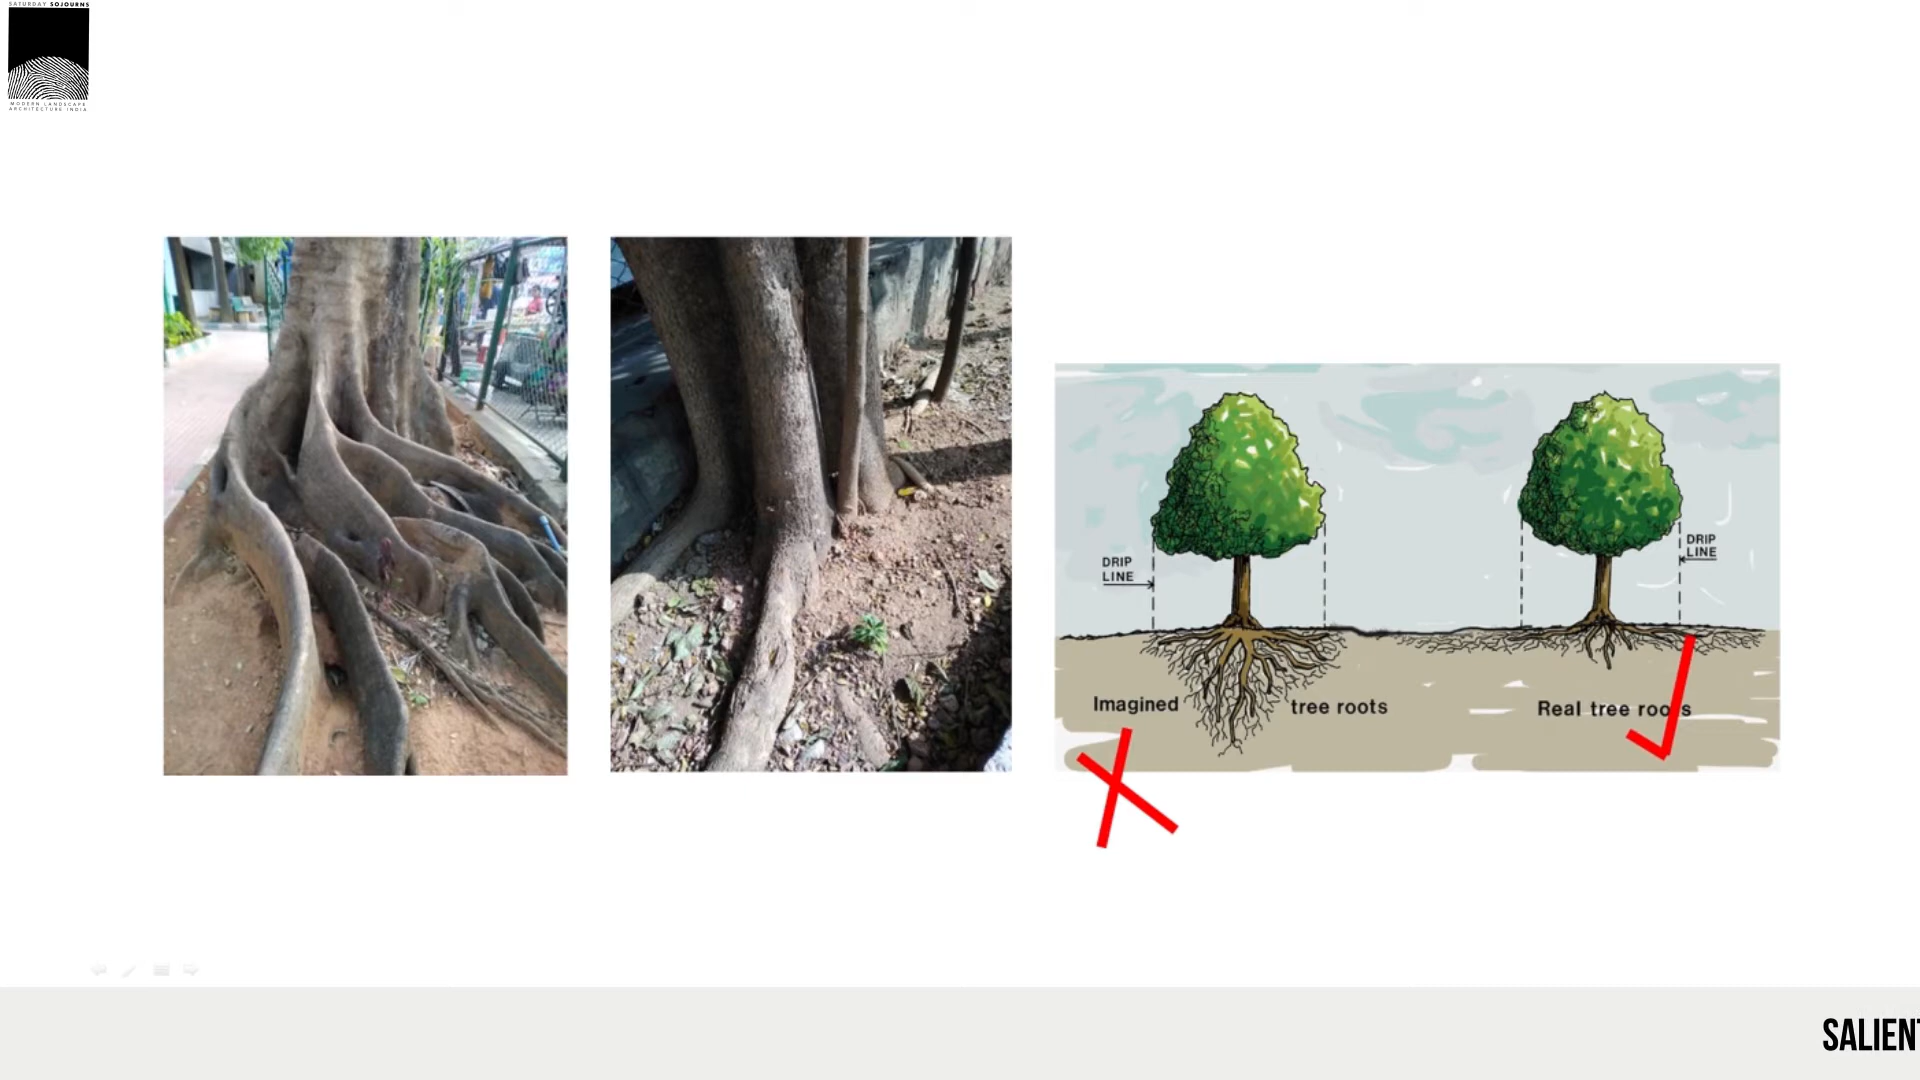 SATURDAY SOJOURNS
MODERN LANDSCAPE
ARCHITECTURE INDIA
DRIP
LINE
DRIP
LINE
Imagined tree roots
Real tree roots
SALIENT